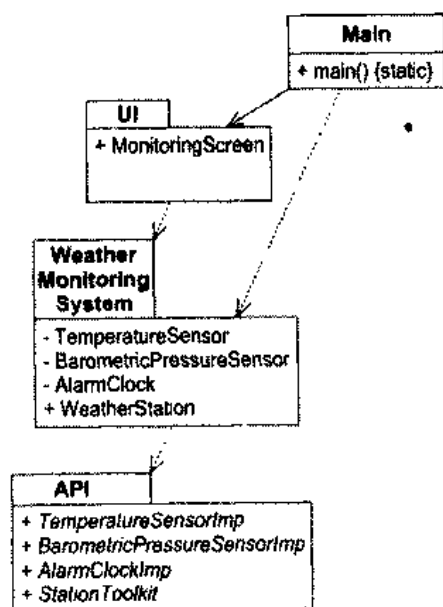 Main
+ main() {static}
UI
+ MonitoringScreen
Weather
Monitoring
System
- TemperatureSensor
- BarometricPressureSensor
- AlarmClock
+ WeatherStation
API
+ TemperatureSensorImp
+ BarometricPressureSensorImp
+ AlarmClockImp
+ StationToolkit